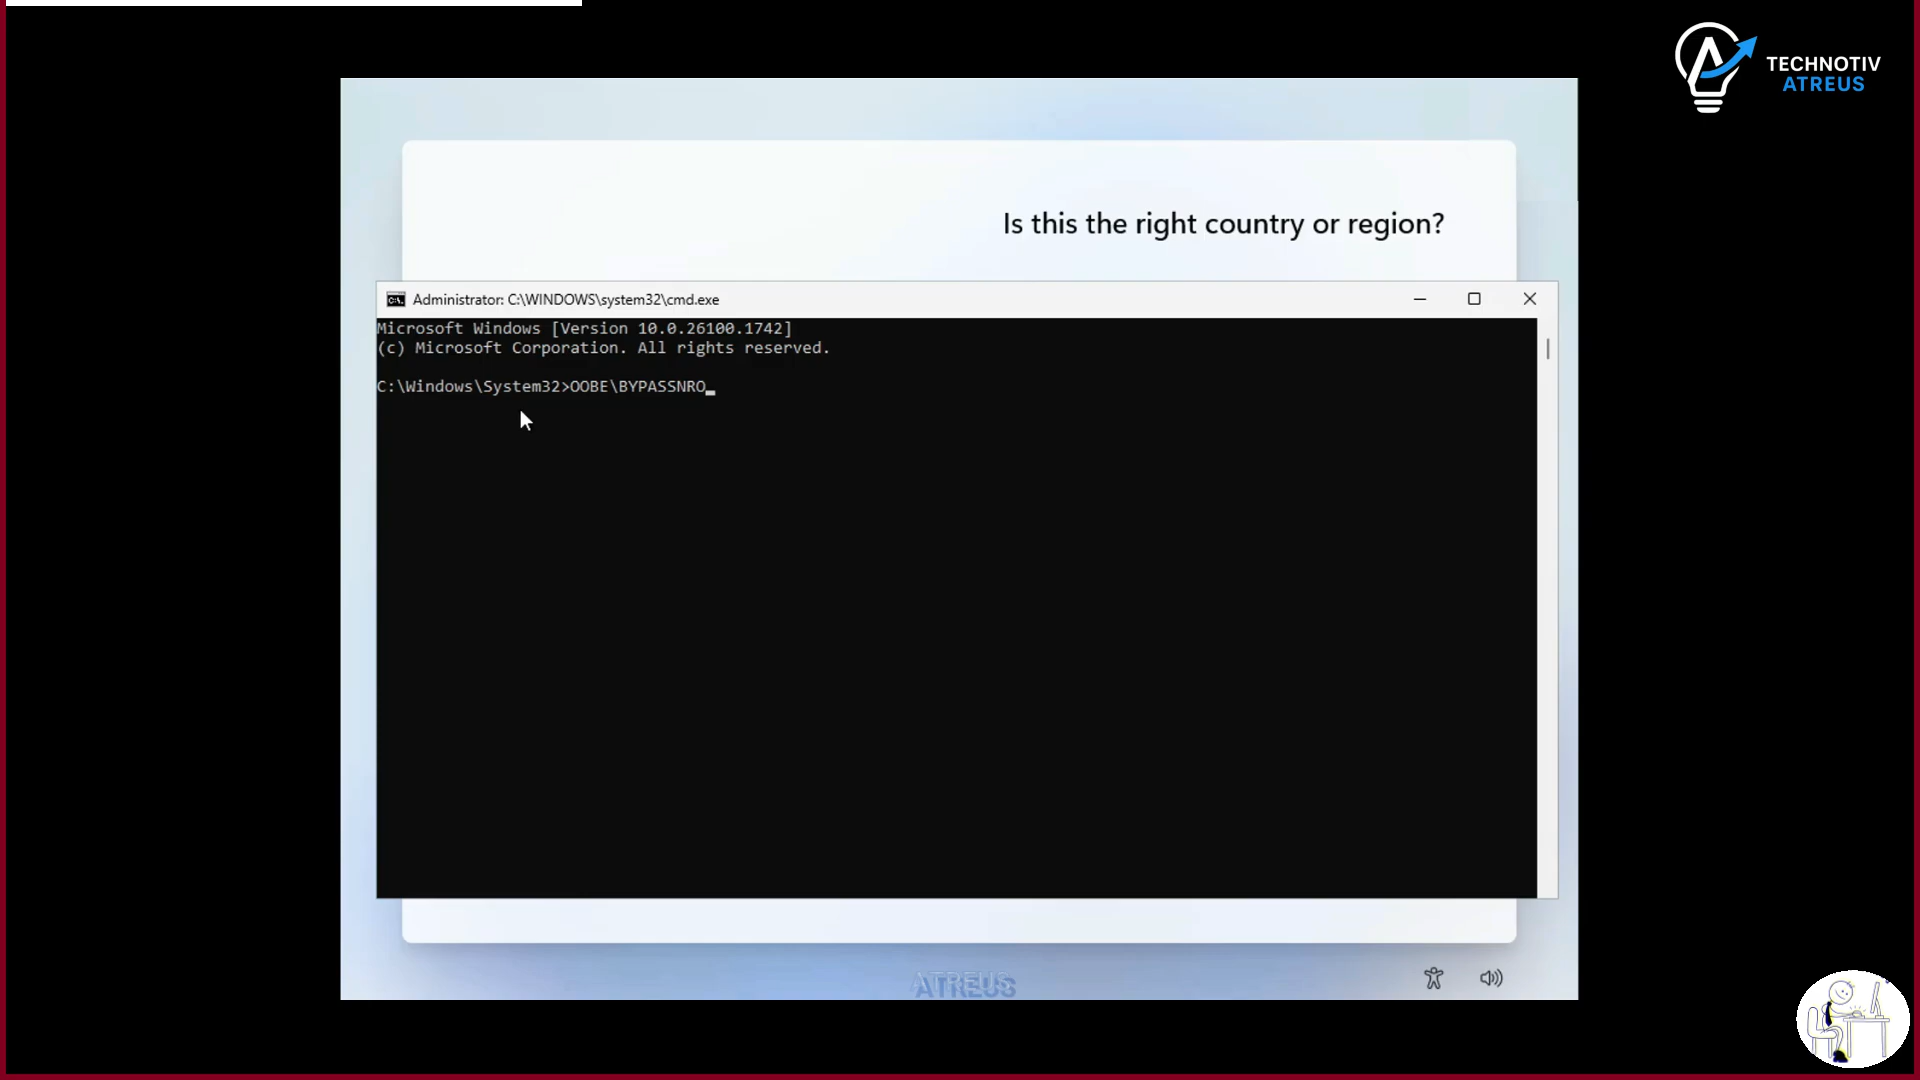 TECHNOTIV
ATREUS
Is this the right country or region?
Administrator: C:\WINDOWS\system32\cmd.exe
Microsoft Windows [Version 10.0.26100.1742]
(c) Microsoft Corporation. All rights reserved.
C:\Windows\System32>OOBE\BYPASSNRO_
ATREUS